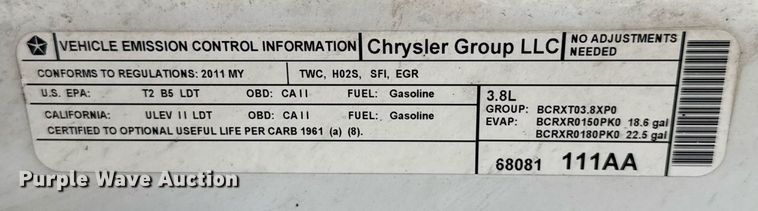 VEHICLE EMISSION CONTROL INFORMATION Chrysler Group LLC NO ADJUSTMENTS NEEDED
CONFORMS TO REGULATIONS: 2011 MY TWC, H02S, SFI, EGR
U.S. EPA: T2 B5 LDT OBD: CA II FUEL: Gasoline
CALIFORNIA: ULEV II LDT OBD: CA II FUEL: Gasoline
CERTIFIED TO OPTIONAL USEFUL LIFE PER CARB 1961 (a) (8).
3.8L
GROUP: BCRXT03.8XP0
EVAP: BCRXR0150PK0 18.6 gal
BCRXR0180PK0 22.5 gal
68081 111AA
Purple Wave Auction